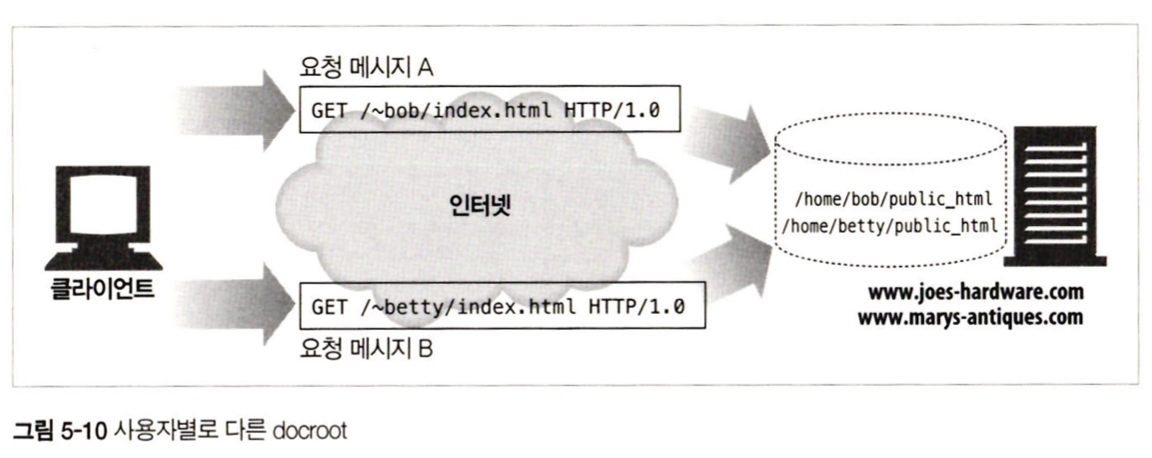 요청 메시지 A
GET /~bob/index.html HTTP/1.0
인터넷
/home/bob/public_html
/home/betty/public_html
클라이언트
www.joes-hardware.com
www.marys-antiques.com
GET /~betty/index.html HTTP/1.0
요청 메시지 B
그림 5-10 사용자별로 다른 docroot